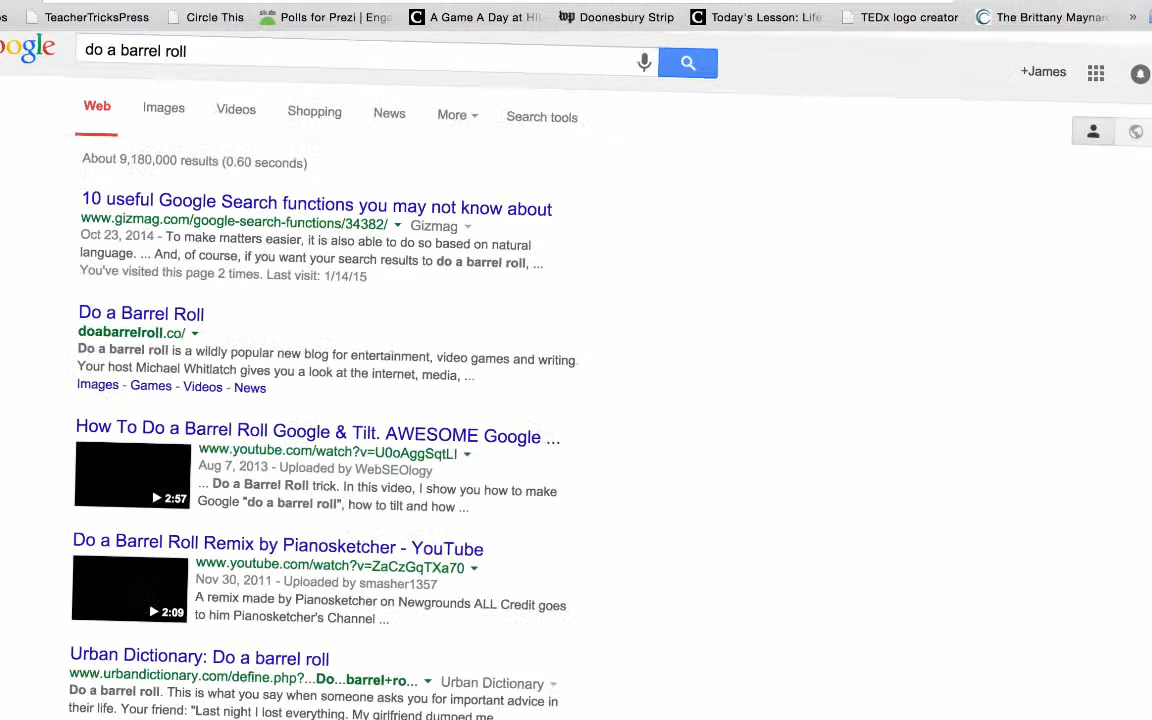 os TeacherTricksPress Circle This Polls for Prezi | Eng A Game A Day at HI Doonesbury Strip Today's Lesson: Life TEDx logo creator The Brittany Maynar »
oogle do a barrel roll +James
Web Images Videos Shopping News More Search tools
About 9,180,000 results (0.60 seconds)
10 useful Google Search functions you may not know about
www.gizmag.com/google-search-functions/34382/ Gizmag
Oct 23, 2014 - To make matters easier, it is also able to do so based on natural
language. ... And, of course, if you want your search results to do a barrel roll, ...
You've visited this page 2 times. Last visit: 1/14/15
Do a Barrel Roll
doabarrelroll.co/
Do a barrel roll is a wildly popular new blog for entertainment, video games and writing.
Your host Michael Whitlatch gives you a look at the internet, media, ...
Images - Games - Videos - News
How To Do a Barrel Roll Google & Tilt. AWESOME Google ...
www.youtube.com/watch?v=U0oAggSqtLI
Aug 7, 2013 - Uploaded by WebSEOlogy
... Do a Barrel Roll trick. In this video, I show you how to make
Google "do a barrel roll", how to tilt and how ...
2:57
Do a Barrel Roll Remix by Pianosketcher - YouTube
www.youtube.com/watch?v=ZaCzGqTXa70
Nov 30, 2011 - Uploaded by smasher1357
A remix made by Pianosketcher on Newgrounds ALL Credit goes
to him Pianosketcher's Channel ...
2:09
Urban Dictionary: Do a barrel roll
www.urbandictionary.com/define.php?...Do...barrel+ro... Urban Dictionary
Do a barrel roll. This is what you say when someone asks you for important advice in
their life. Your friend: "Last night I lost everything. My girlfriend dumped me